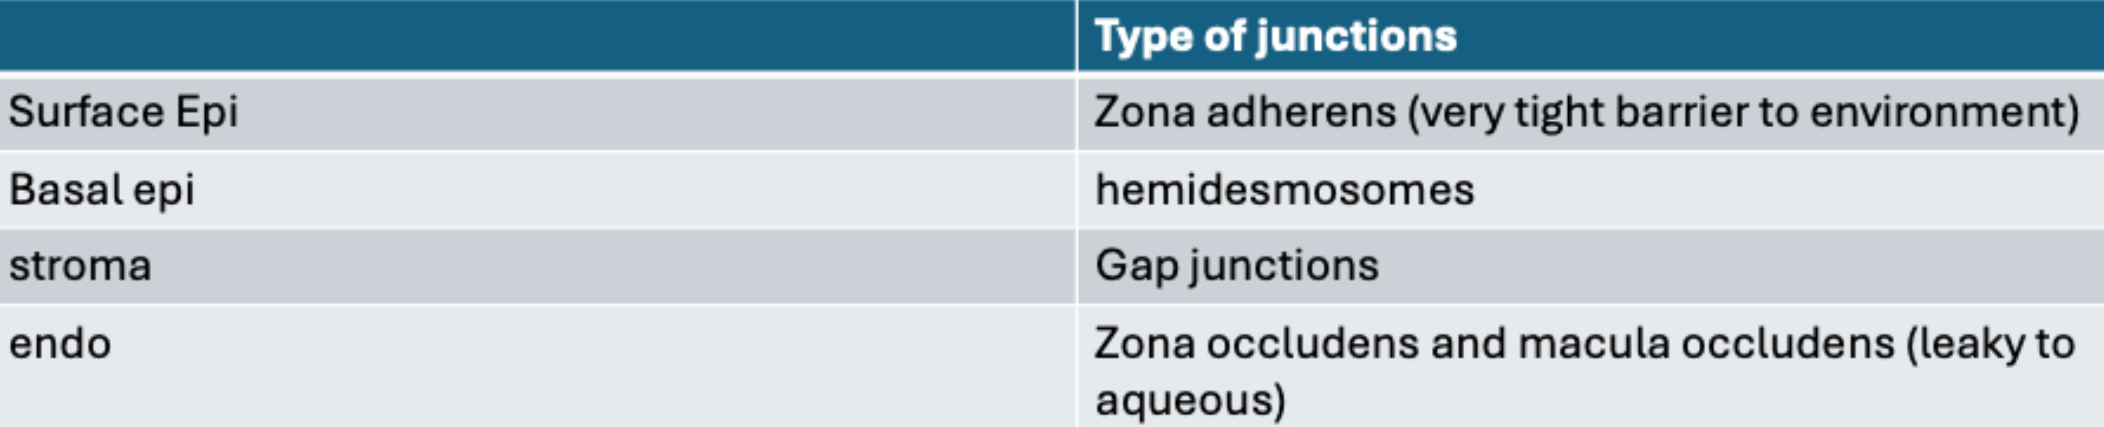 Type of junctions
Surface Epi
Zona adherens (very tight barrier to environment)
Basal epi
hemidesmosomes
stroma
Gap junctions
endo
Zona occludens and macula occludens (leaky to
aqueous)